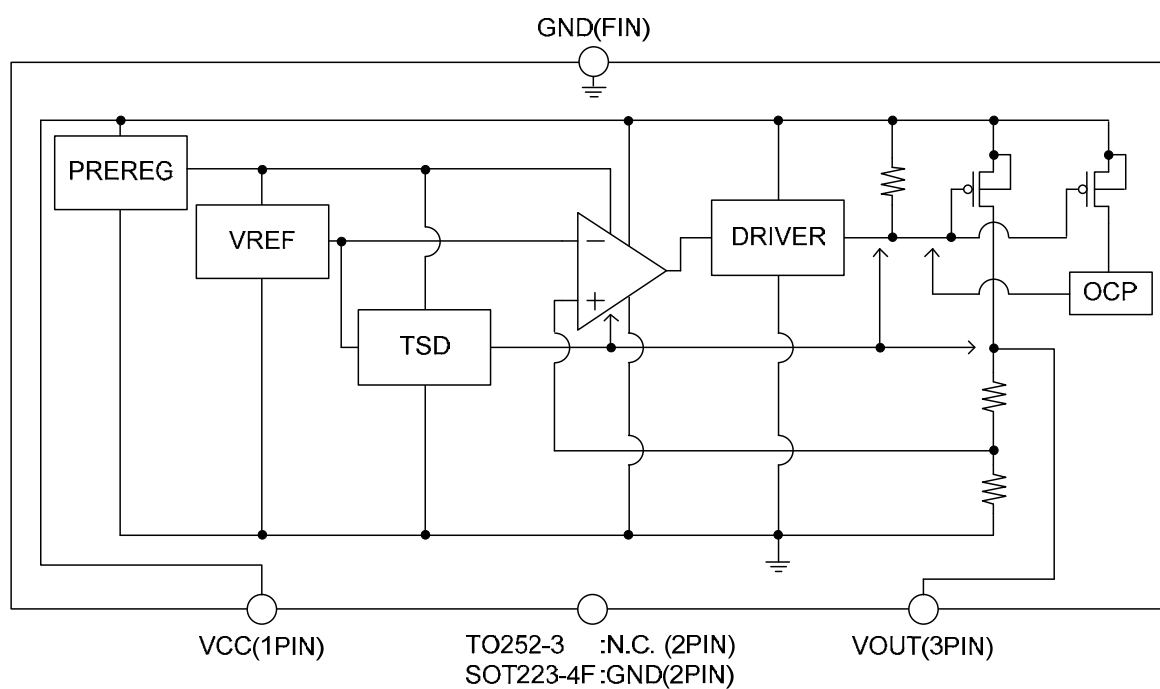 GND(FIN)
PREREG
VREF
TSD
−
+
DRIVER
OCP
VCC(1PIN)
TO252-3 :N.C. (2PIN)
SOT223-4F:GND(2PIN)
VOUT(3PIN)